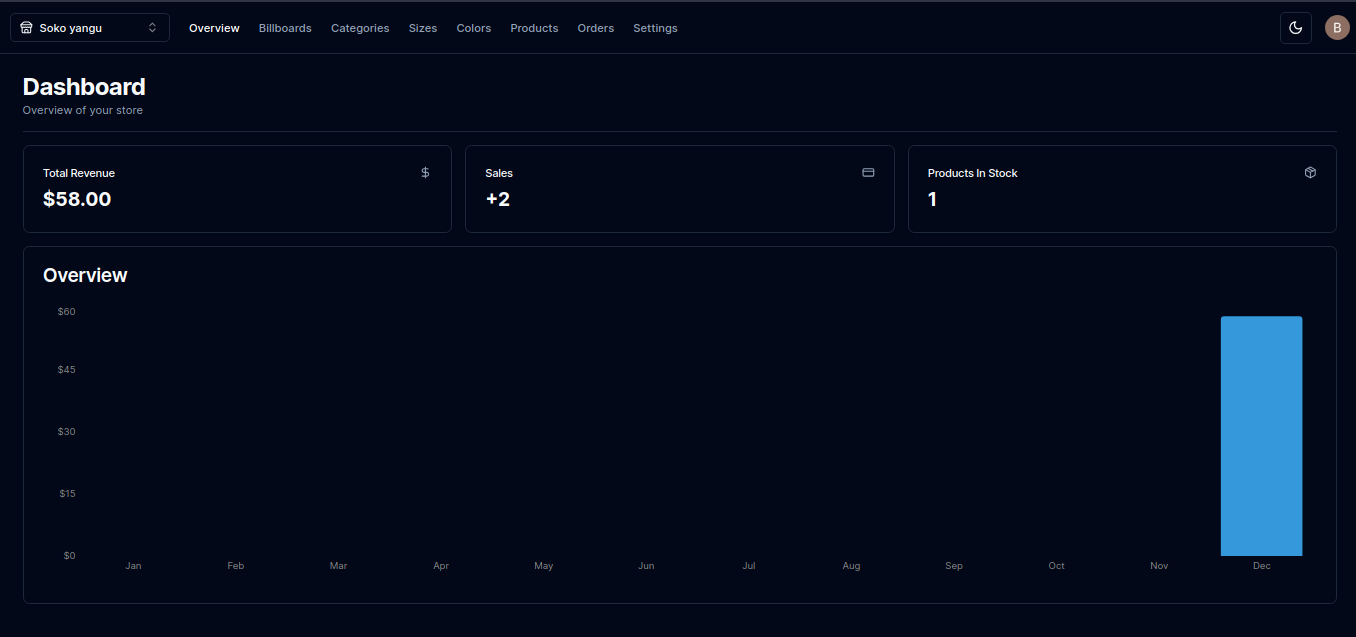 Soko yangu Overview Billboards Categories Sizes Colors Products Orders Settings B
Dashboard
Overview of your store
Total Revenue $ Sales Products In Stock
$58.00 +2 1
Overview
$60
$45
$30
$15
$0
Jan Feb Mar Apr May Jun Jul Aug Sep Oct Nov Dec